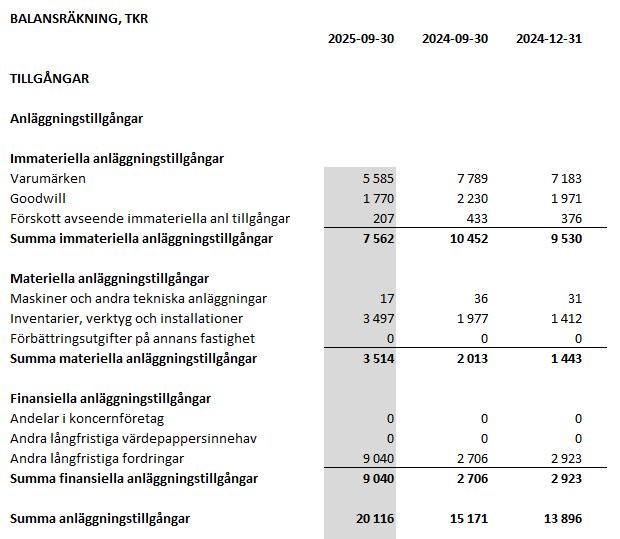 BALANSRÄKNING, TKR
2025-09-30 2024-09-30 2024-12-31
TILLGÅNGAR
Anläggningstillgångar
Immateriella anläggningstillgångar
Varumärken 5 585 7 789 7 183
Goodwill 1 770 2 230 1 971
Förskott avseende immateriella anl tillgångar 207 433 376
Summa immateriella anläggningstillgångar 7 562 10 452 9 530
Materiella anläggningstillgångar
Maskiner och andra tekniska anläggningar 17 36 31
Inventarier, verktyg och installationer 3 497 1 977 1 412
Förbättringsutgifter på annans fastighet 0 0 0
Summa materiella anläggningstillgångar 3 514 2 013 1 443
Finansiella anläggningstillgångar
Andelar i koncernföretag 0 0 0
Andra långfristiga värdepappersinnehav 0 0 0
Andra långfristiga fordringar 9 040 2 706 2 923
Summa finansiella anläggningstillgångar 9 040 2 706 2 923
Summa anläggningstillgångar 20 116 15 171 13 896